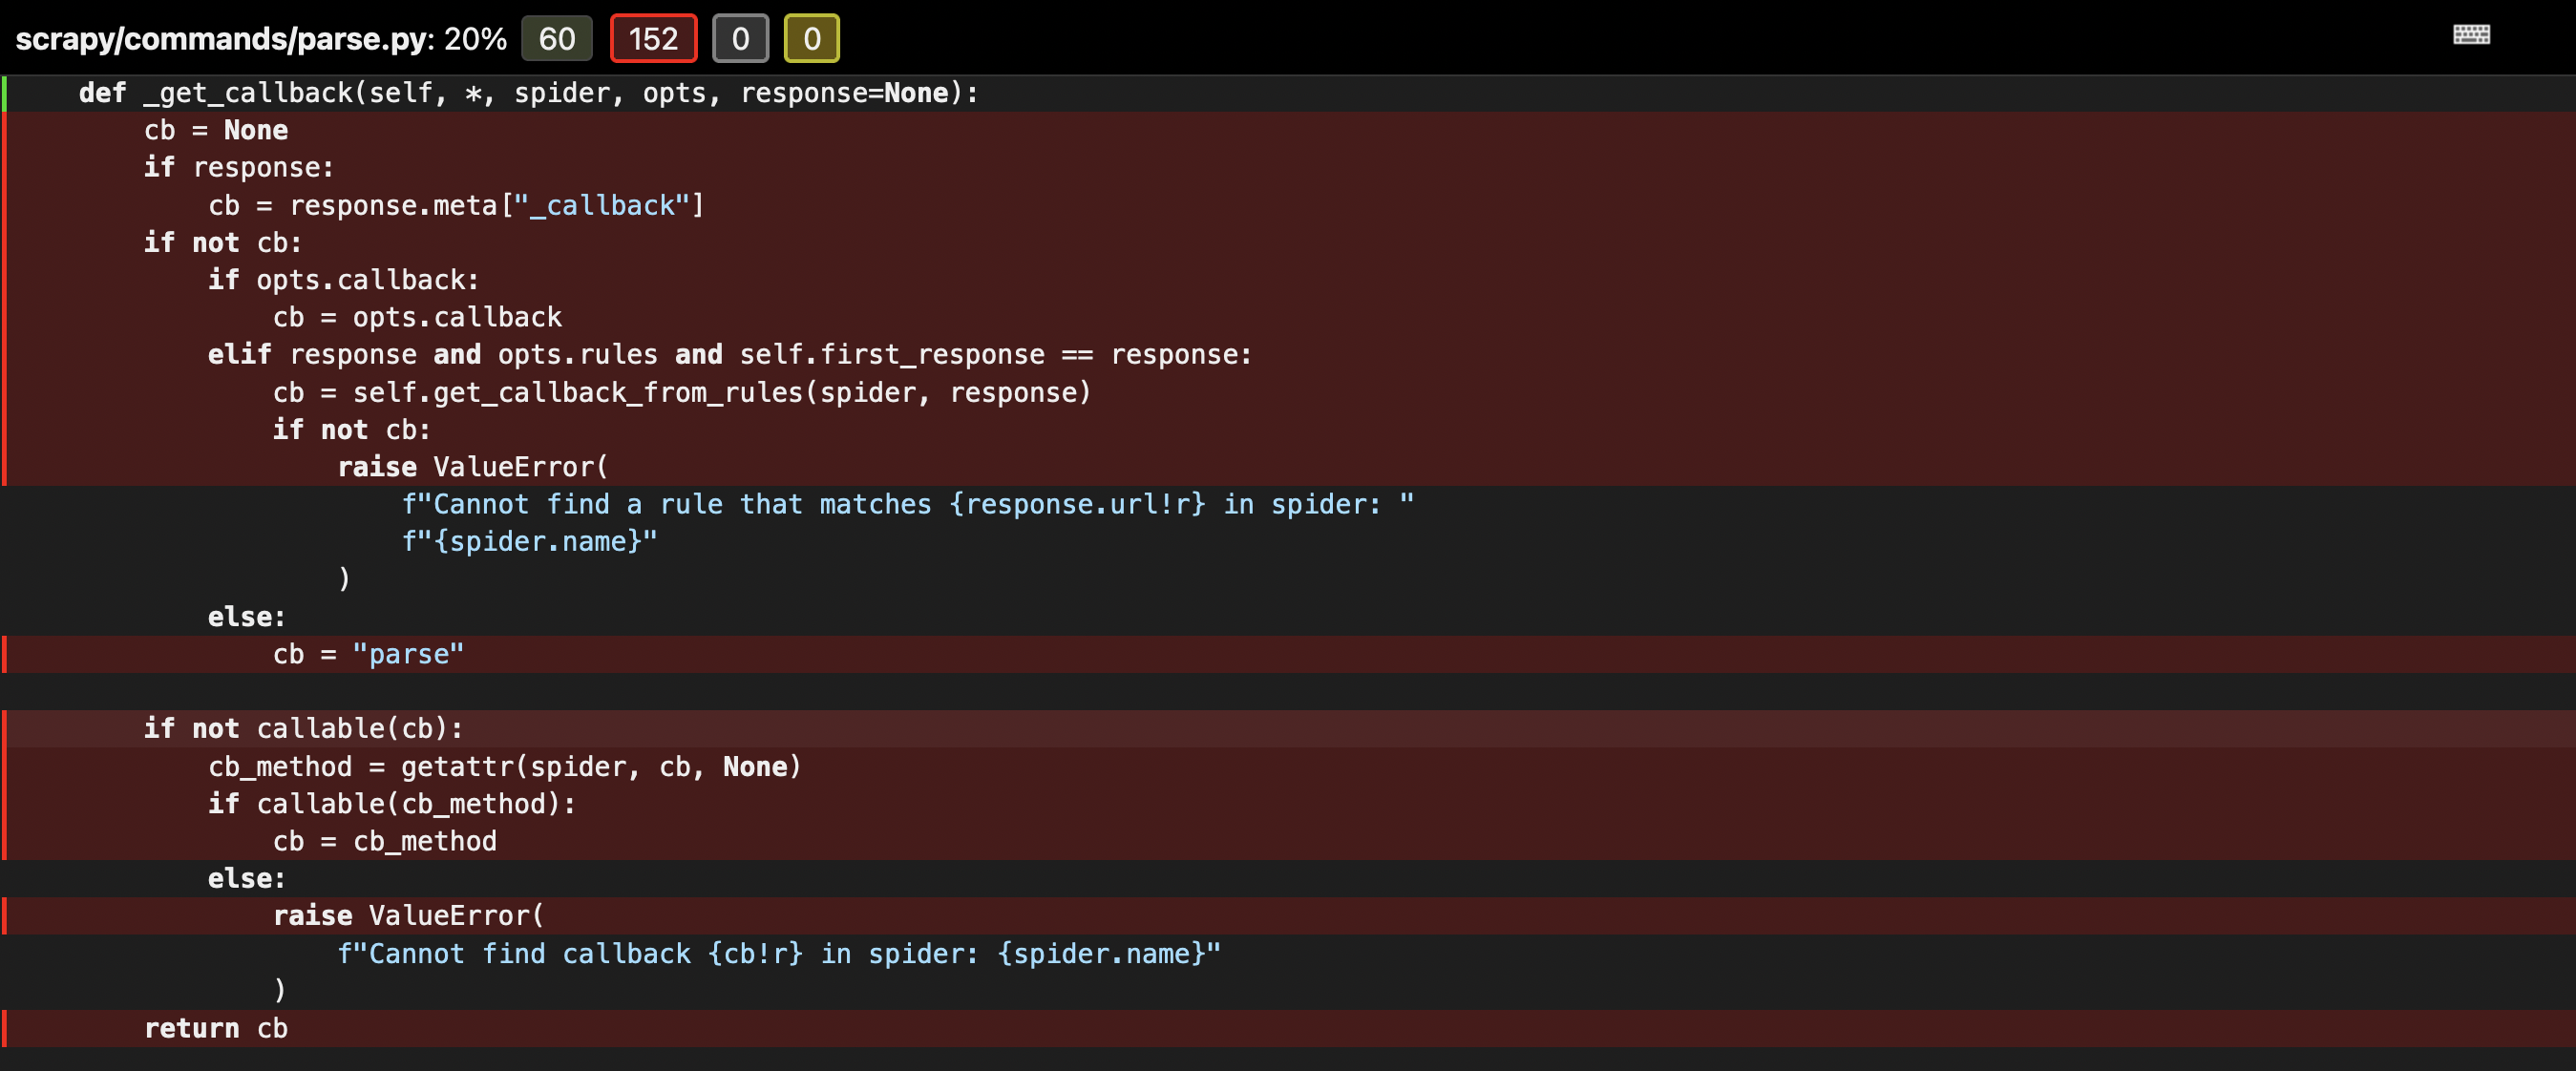 scrapy/commands/parse.py: 20% 60 152 0 0
    def _get_callback(self, *, spider, opts, response=None):
        cb = None
        if response:
            cb = response.meta["_callback"]
        if not cb:
            if opts.callback:
                cb = opts.callback
            elif response and opts.rules and self.first_response == response:
                cb = self.get_callback_from_rules(spider, response)
                if not cb:
                    raise ValueError(
                        f"Cannot find a rule that matches {response.url!r} in spider: "
                        f"{spider.name}"
                    )
            else:
                cb = "parse"

        if not callable(cb):
            cb_method = getattr(spider, cb, None)
            if callable(cb_method):
                cb = cb_method
            else:
                raise ValueError(
                    f"Cannot find callback {cb!r} in spider: {spider.name}"
                )
        return cb